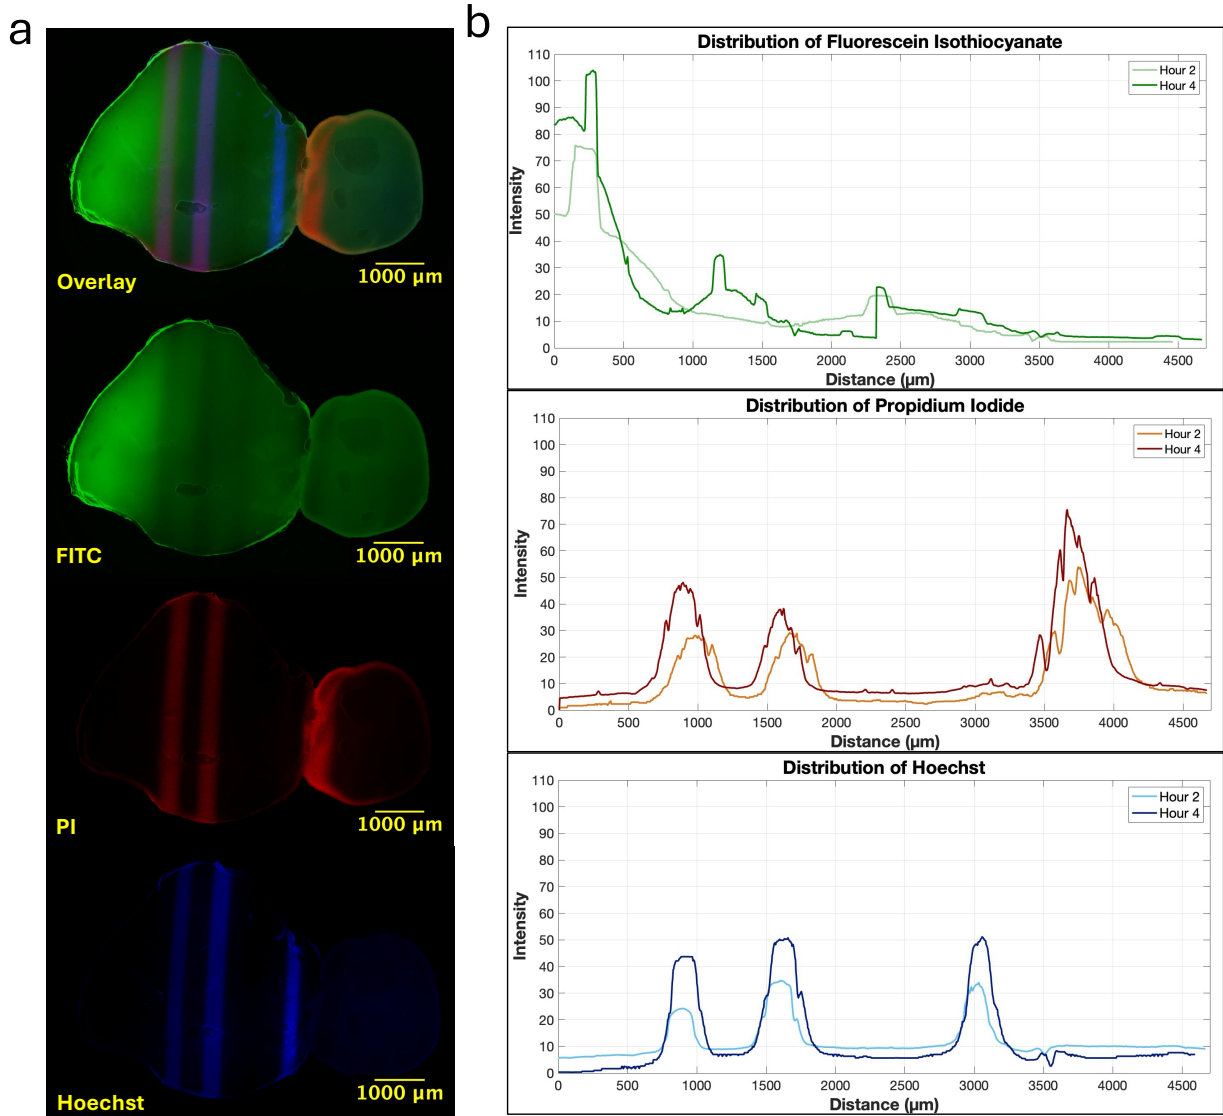 a
Overlay
1000 µm
FITC
1000 µm
PI
1000 µm
Hoechst
1000 µm
b
Distribution of Fluorescein Isothiocyanate
Hour 2
Hour 4
Intensity
110
100
90
80
70
60
50
40
30
20
10
0
0 500 1000 1500 2000 2500 3000 3500 4000 4500
Distance (µm)
Distribution of Propidium Iodide
Hour 2
Hour 4
Intensity
110
100
90
80
70
60
50
40
30
20
10
0
0 500 1000 1500 2000 2500 3000 3500 4000 4500
Distance (µm)
Distribution of Hoechst
Hour 2
Hour 4
Intensity
110
100
90
80
70
60
50
40
30
20
10
0
0 500 1000 1500 2000 2500 3000 3500 4000 4500
Distance (µm)